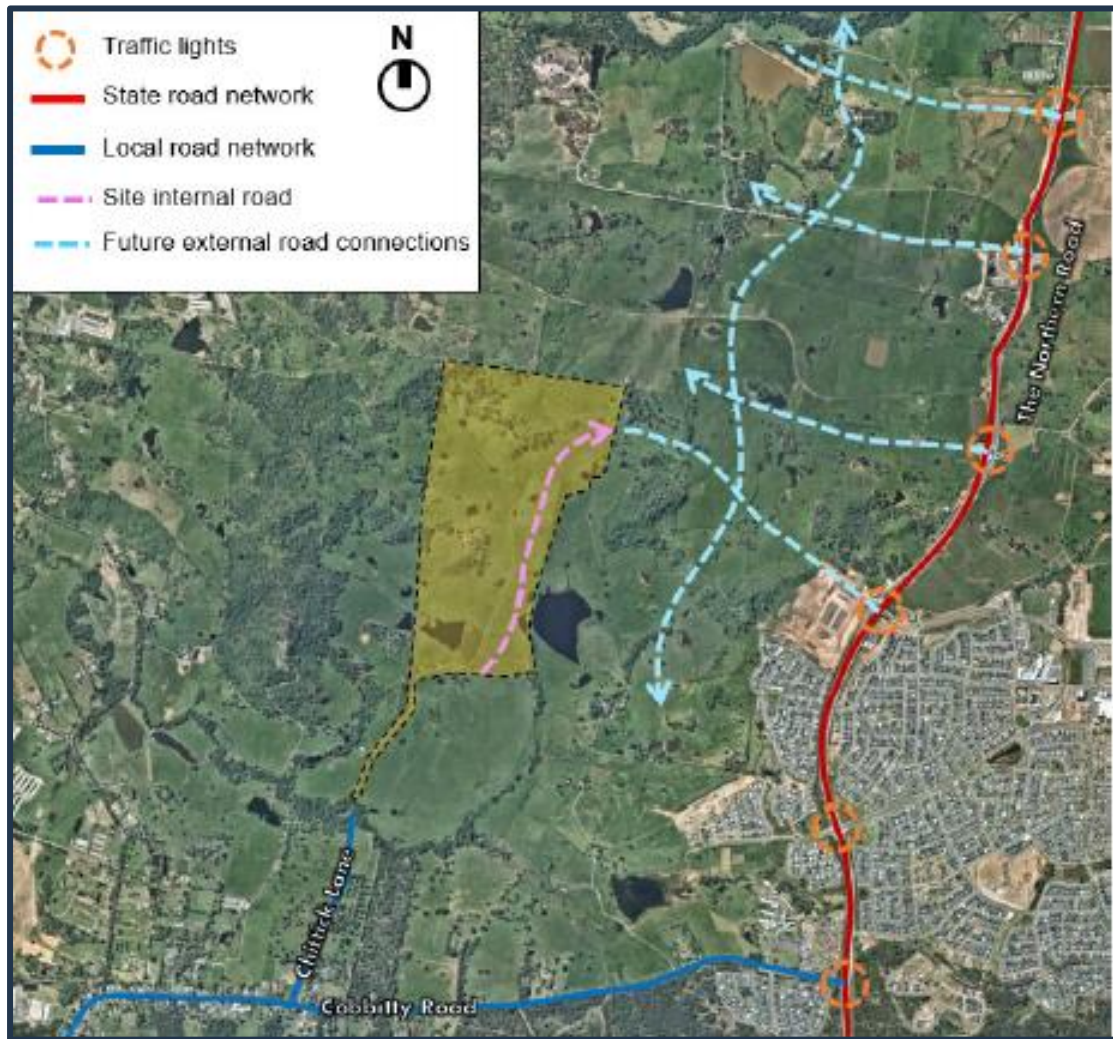 Traffic lights
State road network
Local road network
Site internal road
Future external road connections
N
The Northern Road
Chittick Lane
Cobbitty Road